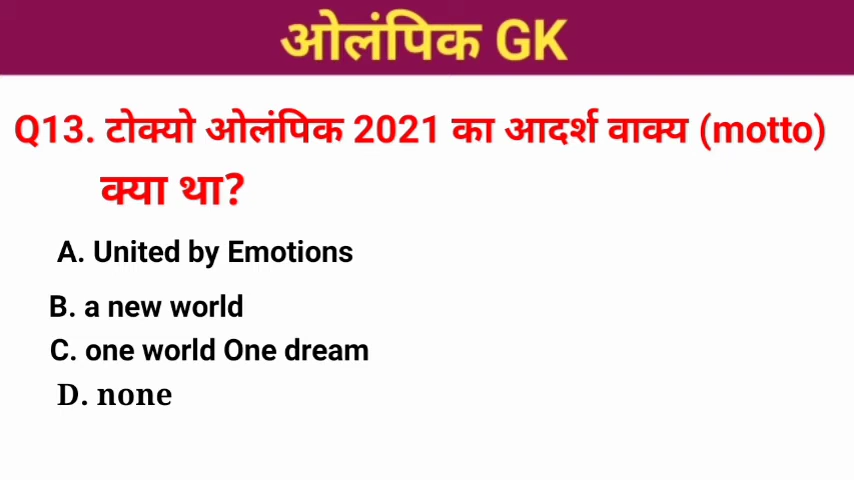 ओलंपिक GK
Q13. टोक्यो ओलंपिक 2021 का आदर्श वाक्य (motto)
क्या था?
A. United by Emotions
B. a new world
C. one world One dream
D. none